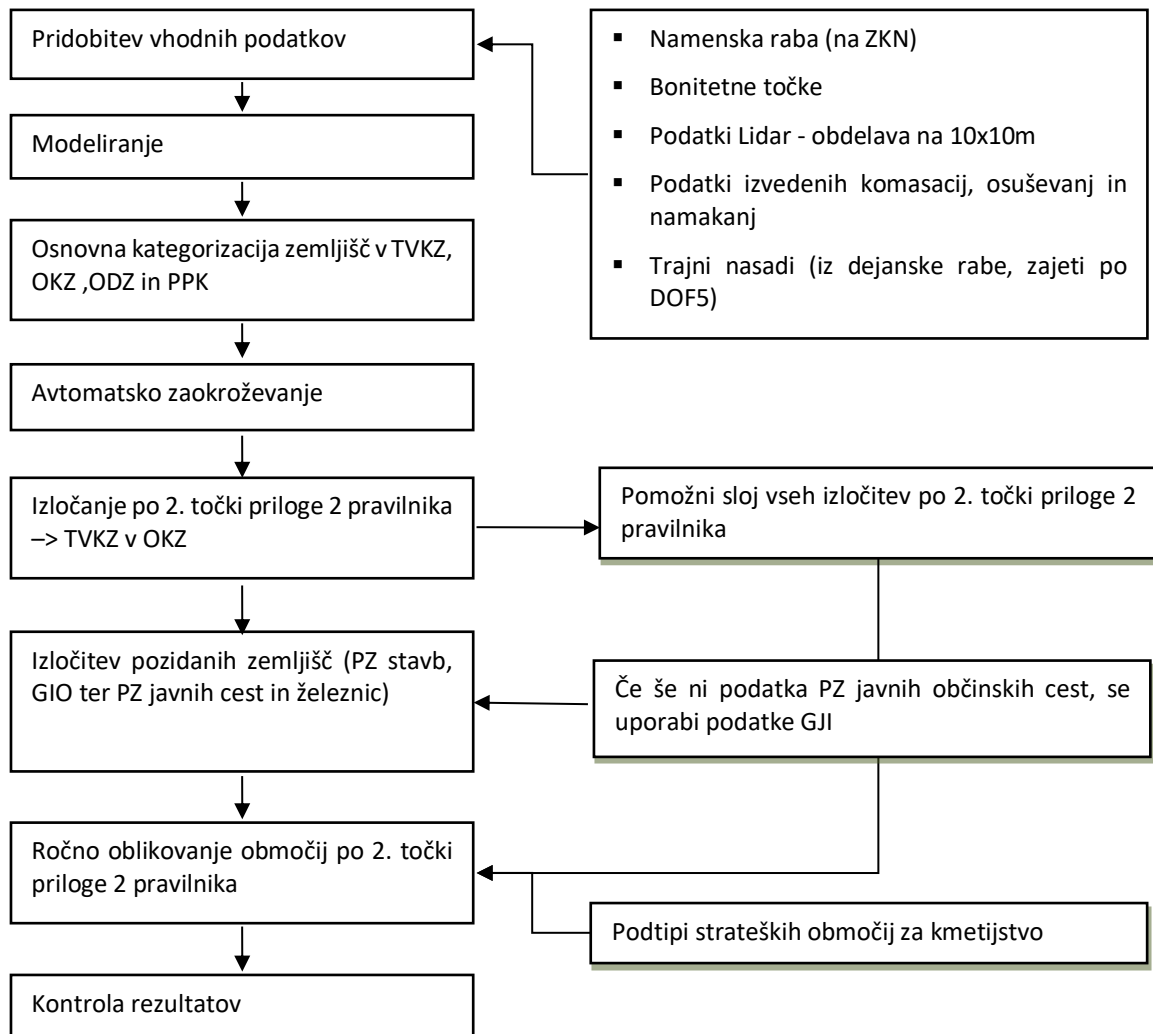 Pridobitev vhodnih podatkov
Modeliranje
Osnovna kategorizacija zemljišč v TVKZ,
OKZ ,ODZ in PPK
Avtomatsko zaokroževanje
Izločanje po 2. točki priloge 2 pravilnika
–> TVKZ v OKZ
Izločitev pozidanih zemljišč (PZ stavb,
GIO ter PZ javnih cest in železnic)
Ročno oblikovanje območij po 2. točki
priloge 2 pravilnika
Kontrola rezultatov
▪ Namenska raba (na ZKN)
▪ Bonitetne točke
▪ Podatki Lidar - obdelava na 10x10m
▪ Podatki izvedenih komasacij, osuševanj in
namakanj
▪ Trajni nasadi (iz dejanske rabe, zajeti po
DOF5)
Pomožni sloj vseh izločitev po 2. točki priloge 2
pravilnika
Če še ni podatka PZ javnih občinskih cest, se
uporabi podatke GJI
Podtipi strateških območij za kmetijstvo